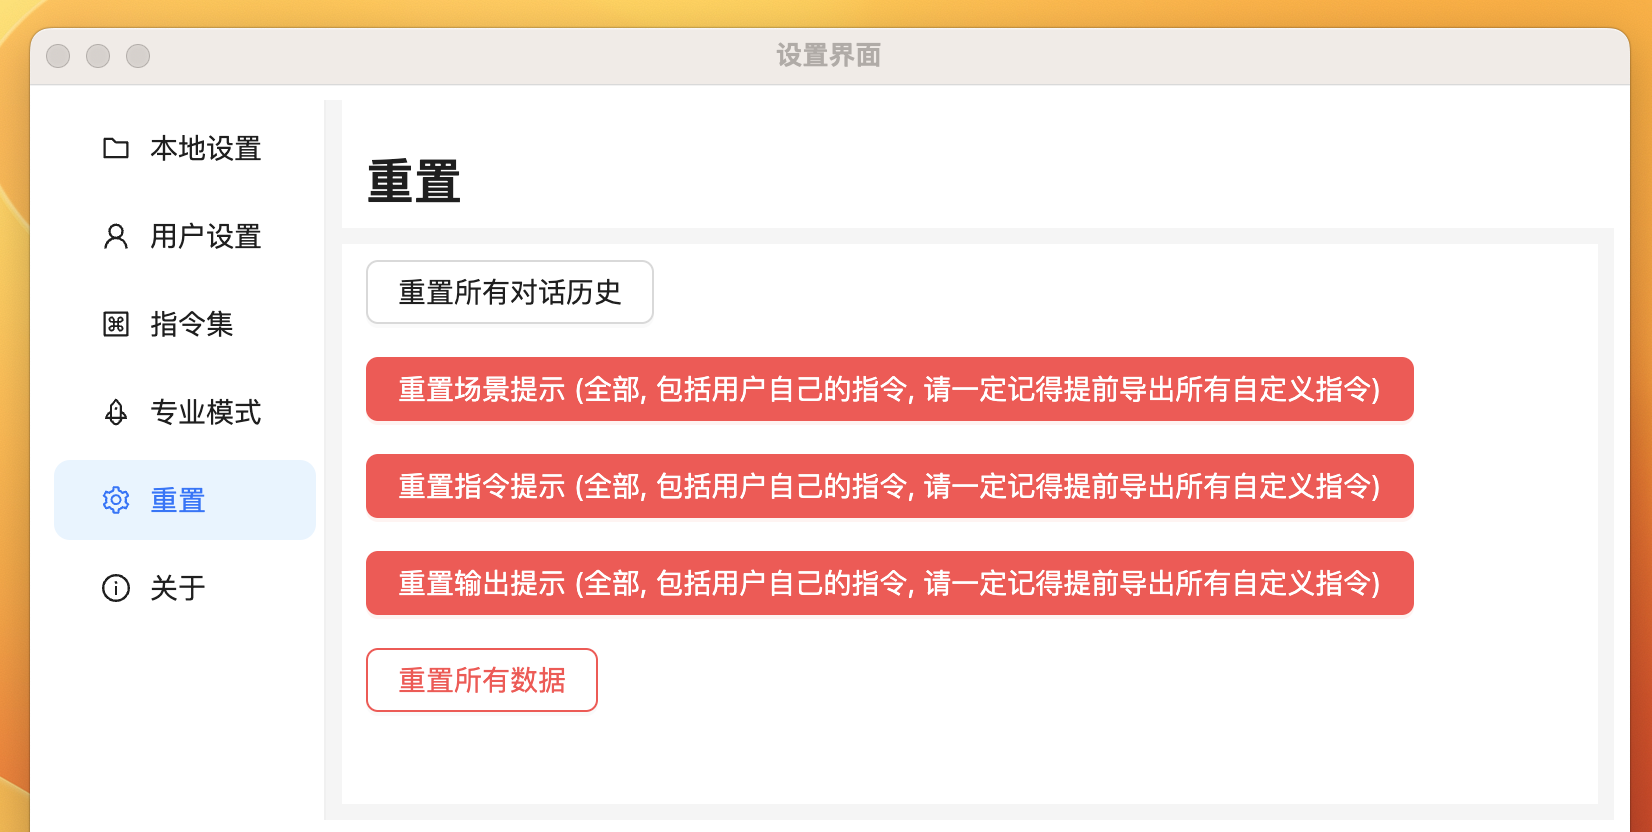 设置界面
本地设置
用户设置
指令集
专业模式
重置
关于
重置
重置所有对话历史
重置场景提示 (全部, 包括用户自己的指令, 请一定记得提前导出所有自定义指令)
重置指令提示 (全部, 包括用户自己的指令, 请一定记得提前导出所有自定义指令)
重置输出提示 (全部, 包括用户自己的指令, 请一定记得提前导出所有自定义指令)
重置所有数据